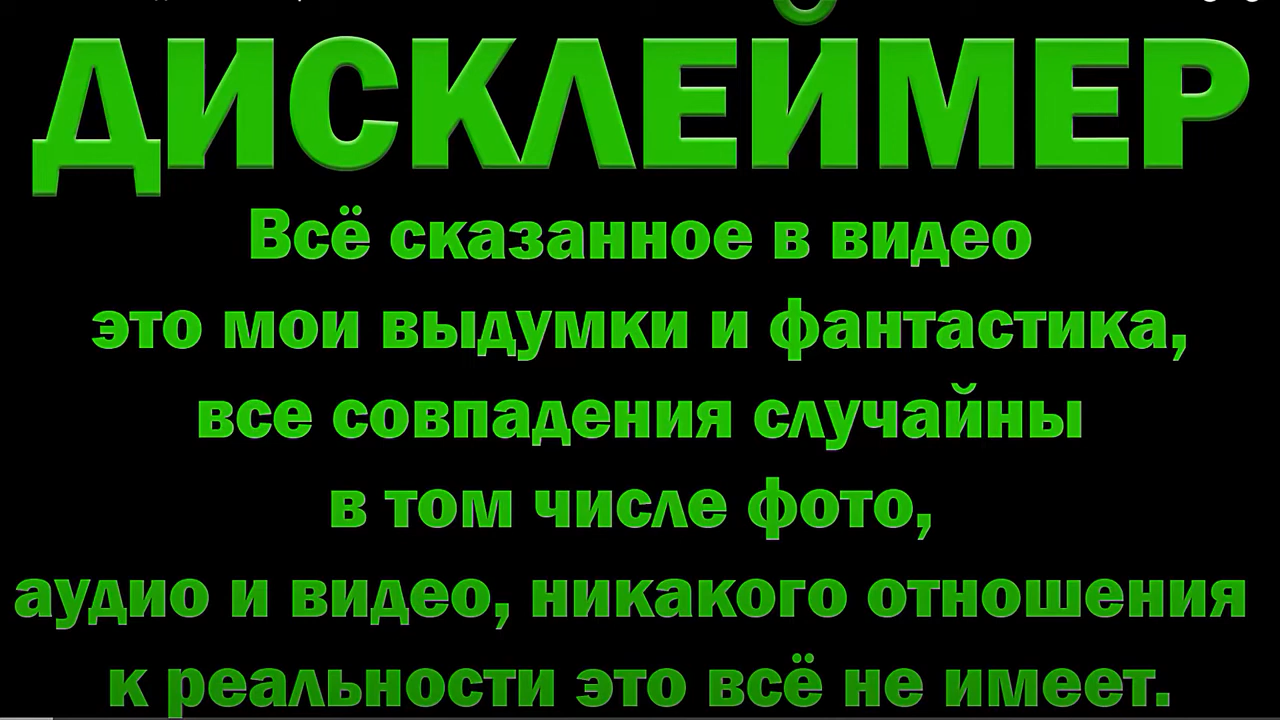 ДИСКЛЕЙМЕР
Всё сказанное в видео
это мои выдумки и фантастика,
все совпадения случайны
в том числе фото,
аудио и видео, никакого отношения
к реальности это всё не имеет.